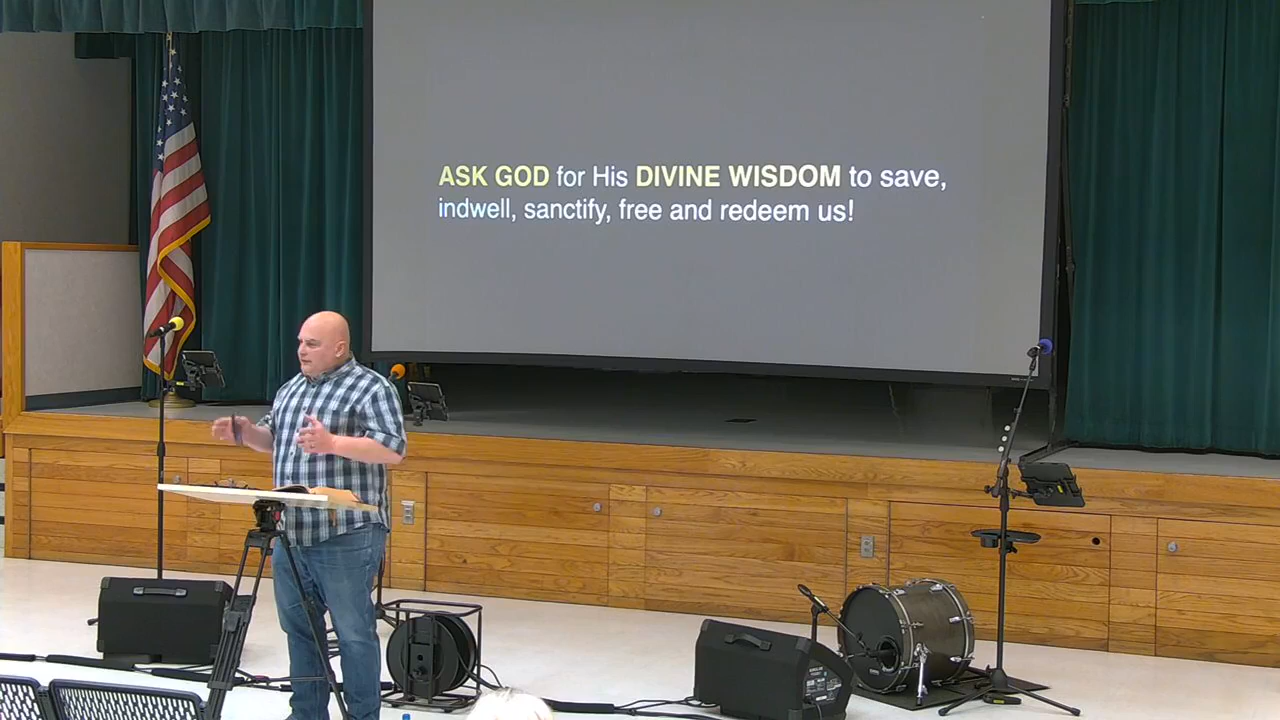 ASK GOD for His DIVINE WISDOM to save,
indwell, sanctify, free and redeem us!